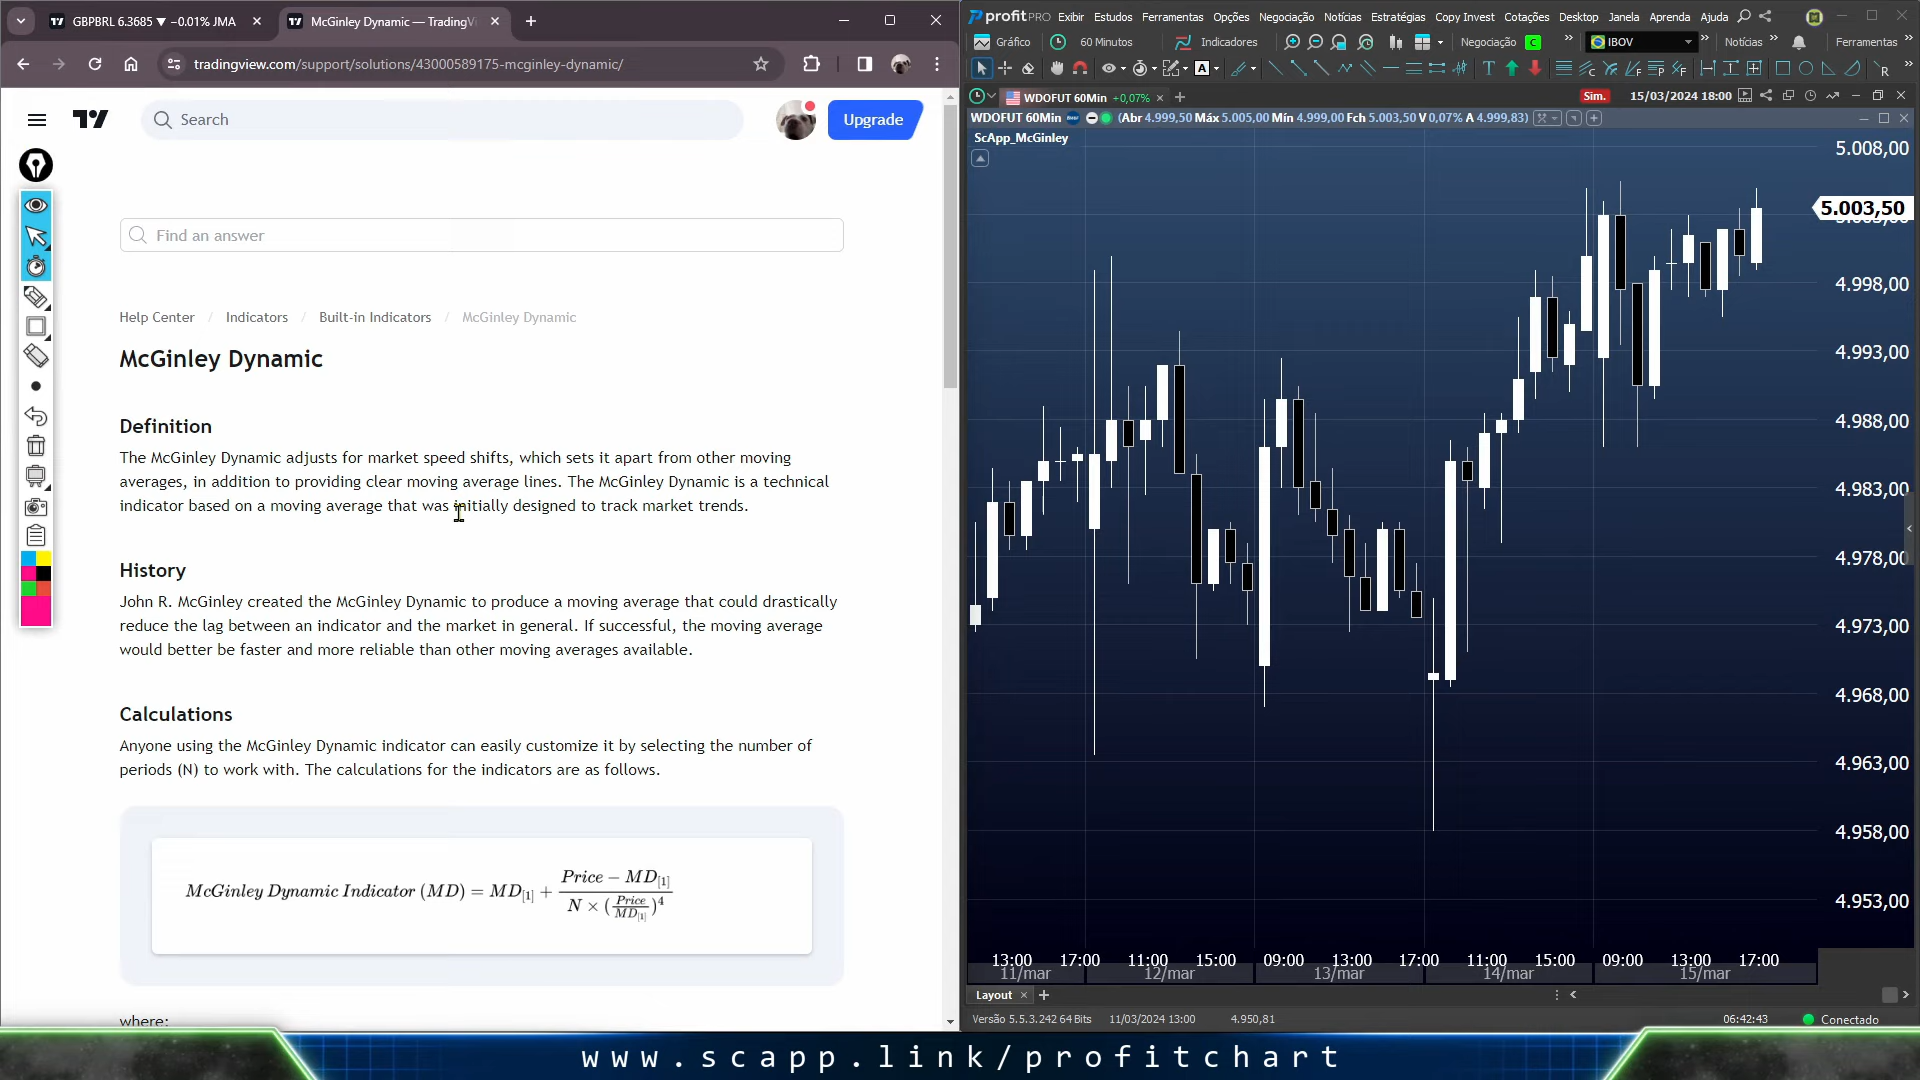 GBPBRL 6.3685 ▼ −0.01% JMA
McGinley Dynamic — TradingVi
tradingview.com/support/solutions/43000589175-mcginley-dynamic/
Search
Upgrade
Find an answer
Help Center / Indicators / Built-in Indicators / McGinley Dynamic
McGinley Dynamic
Definition
The McGinley Dynamic adjusts for market speed shifts, which sets it apart from other moving
averages, in addition to providing clear moving average lines. The McGinley Dynamic is a technical
indicator based on a moving average that was initially designed to track market trends.
History
John R. McGinley created the McGinley Dynamic to produce a moving average that could drastically
reduce the lag between an indicator and the market in general. If successful, the moving average
would better be faster and more reliable than other moving averages available.
Calculations
Anyone using the McGinley Dynamic indicator can easily customize it by selecting the number of
periods (N) to work with. The calculations for the indicators are as follows.
McGinley Dynamic Indicator (MD) = MD[1] + Price − MD[1] / N × (Price / MD[1])^4
where:
profitPRO Exibir Estudos Ferramentas Opções Negociação Notícias Estratégias Copy Invest Cotações Desktop Janela Aprenda Ajuda
Gráfico 60 Minutos Indicadores Negociação C IBOV Notícias Ferramentas
WDOFUT 60Min +0,07% Sim. 15/03/2024 18:00
WDOFUT 60Min (Abr 4.999,50 Máx 5.005,00 Mín 4.999,00 Fch 5.003,50 V 0,07% A 4.999,83)
ScApp_McGinley
5.008,00
5.003,50
4.998,00
4.993,00
4.988,00
4.983,00
4.978,00
4.973,00
4.968,00
4.963,00
4.958,00
4.953,00
13:00 17:00 11:00 15:00 09:00 13:00 17:00 11:00 15:00 09:00 13:00 17:00
11/mar 12/mar 13/mar 14/mar 15/mar
Layout
Versão 5.5.3.242 64 Bits 11/03/2024 13:00 4.950,81 06:42:43 Conectado
www.scapp.link/profitchart